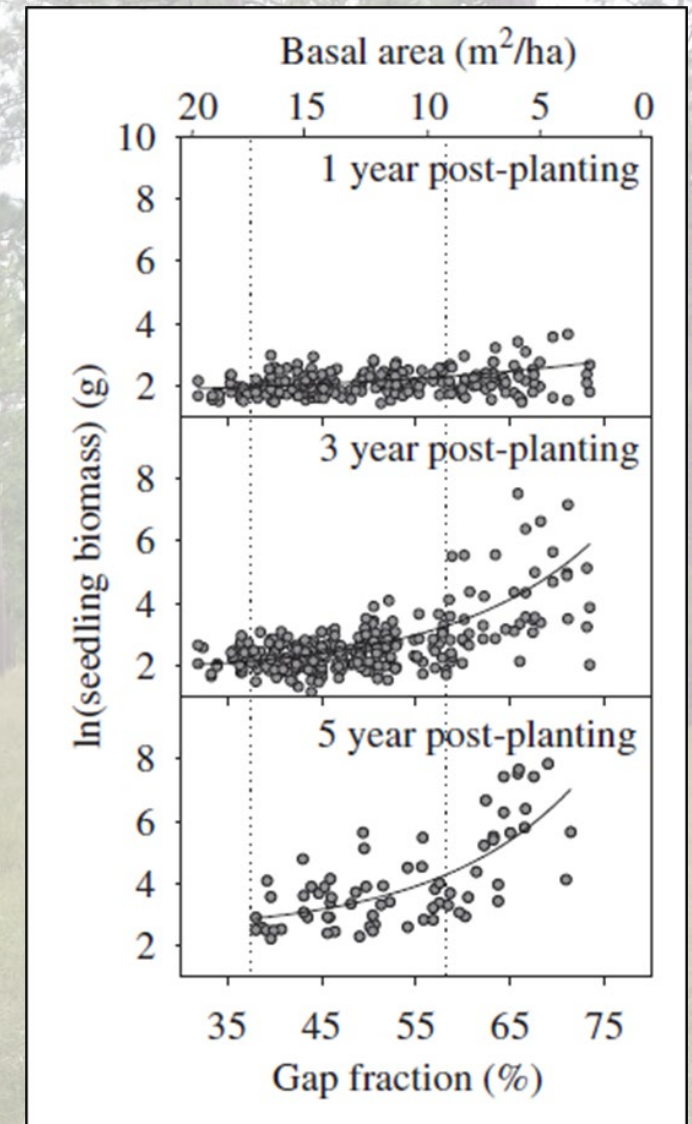 Basal area (m²/ha)
20 15 10 5 0
10
1 year post-planting
8
6
4
2
3 year post-planting
8
6
4
2
5 year post-planting
8
6
4
2
ln(seedling biomass) (g)
35 45 55 65 75
Gap fraction (%)